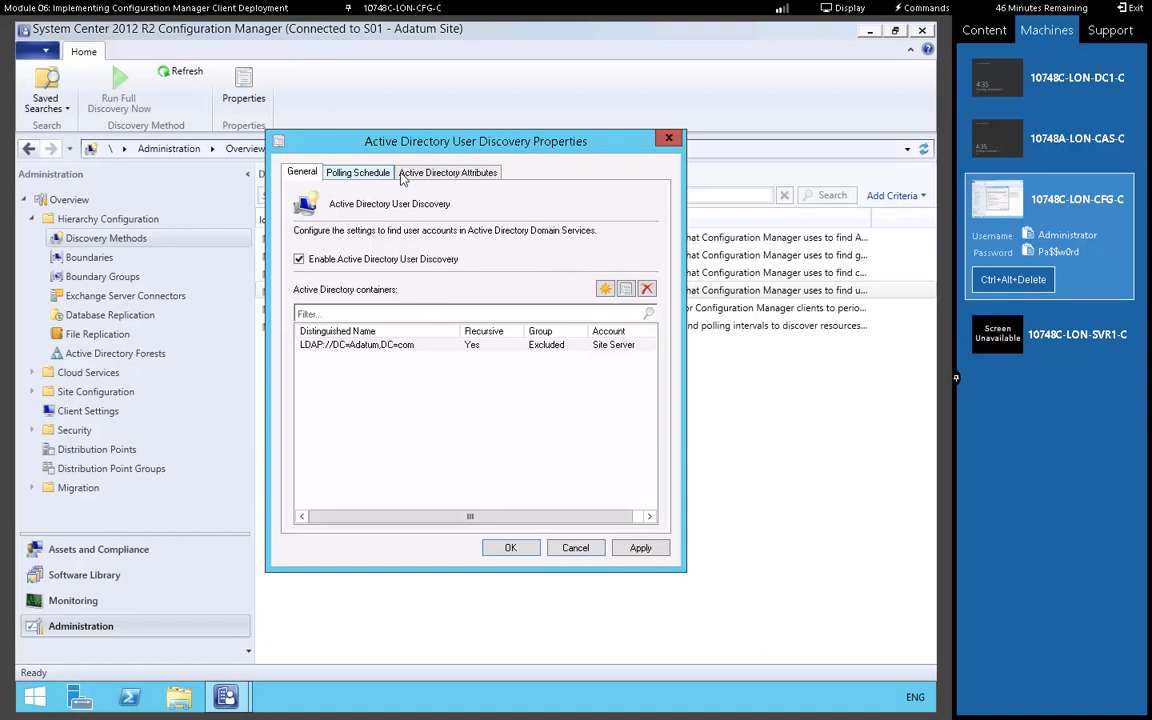 Module 06: Implementing Configuration Manager Client Deployment
10748C-LON-CFG-C
Display
Commands
46 Minutes Remaining
Exit
System Center 2012 R2 Configuration Manager (Connected to S01 - Adatum Site)
Content
Machines
Support
Home
Saved
Searches
Run Full
Discovery Now
Refresh
Properties
Search
Discovery Method
Properties
\ Administration
Overview
Administration
Overview
Hierarchy Configuration
Discovery Methods
Boundaries
Boundary Groups
Exchange Server Connectors
Database Replication
File Replication
Active Directory Forests
Cloud Services
Site Configuration
Client Settings
Security
Distribution Points
Distribution Point Groups
Migration
Assets and Compliance
Software Library
Monitoring
Administration
Ready
Active Directory User Discovery Properties
X
General
Polling Schedule
Active Directory Attributes
Active Directory User Discovery
Configure the settings to find user accounts in Active Directory Domain Services.
Enable Active Directory User Discovery
Active Directory containers:
Filter...
Distinguished Name Recursive Group Account
LDAP://DC=Adatum,DC=com Yes Excluded Site Server
OK
Cancel
Apply
Search
Add Criteria
hat Configuration Manager uses to find A...
hat Configuration Manager uses to find A...
hat Configuration Manager uses to find c...
hat Configuration Manager uses to find u...
or Configuration Manager clients to perio...
nd polling intervals to discover resources...
ENG
4:35
10748C-LON-DC1-C
4:35
10748A-LON-CAS-C
10748C-LON-CFG-C
Username
Administrator
Password
Pa$$w0rd
Ctrl+Alt+Delete
Screen
Unavailable
10748C-LON-SVR1-C